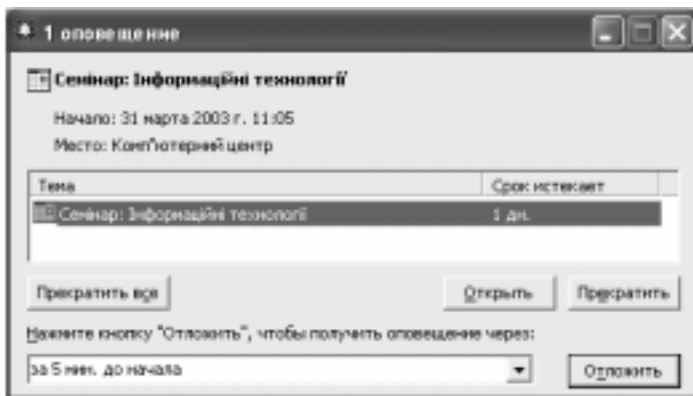 1 оповещение
Семінар: Інформаційні технології
Начало: 31 марта 2003 г. 11:05
Место: Комп'ютерний центр
Тема Срок истекает
Семінар: Інформаційні технології 1 дн.
Прекратить все Открыть Прекратить
Нажмите кнопку "Отложить", чтобы получить оповещение через:
за 5 мин. до начала Отложить